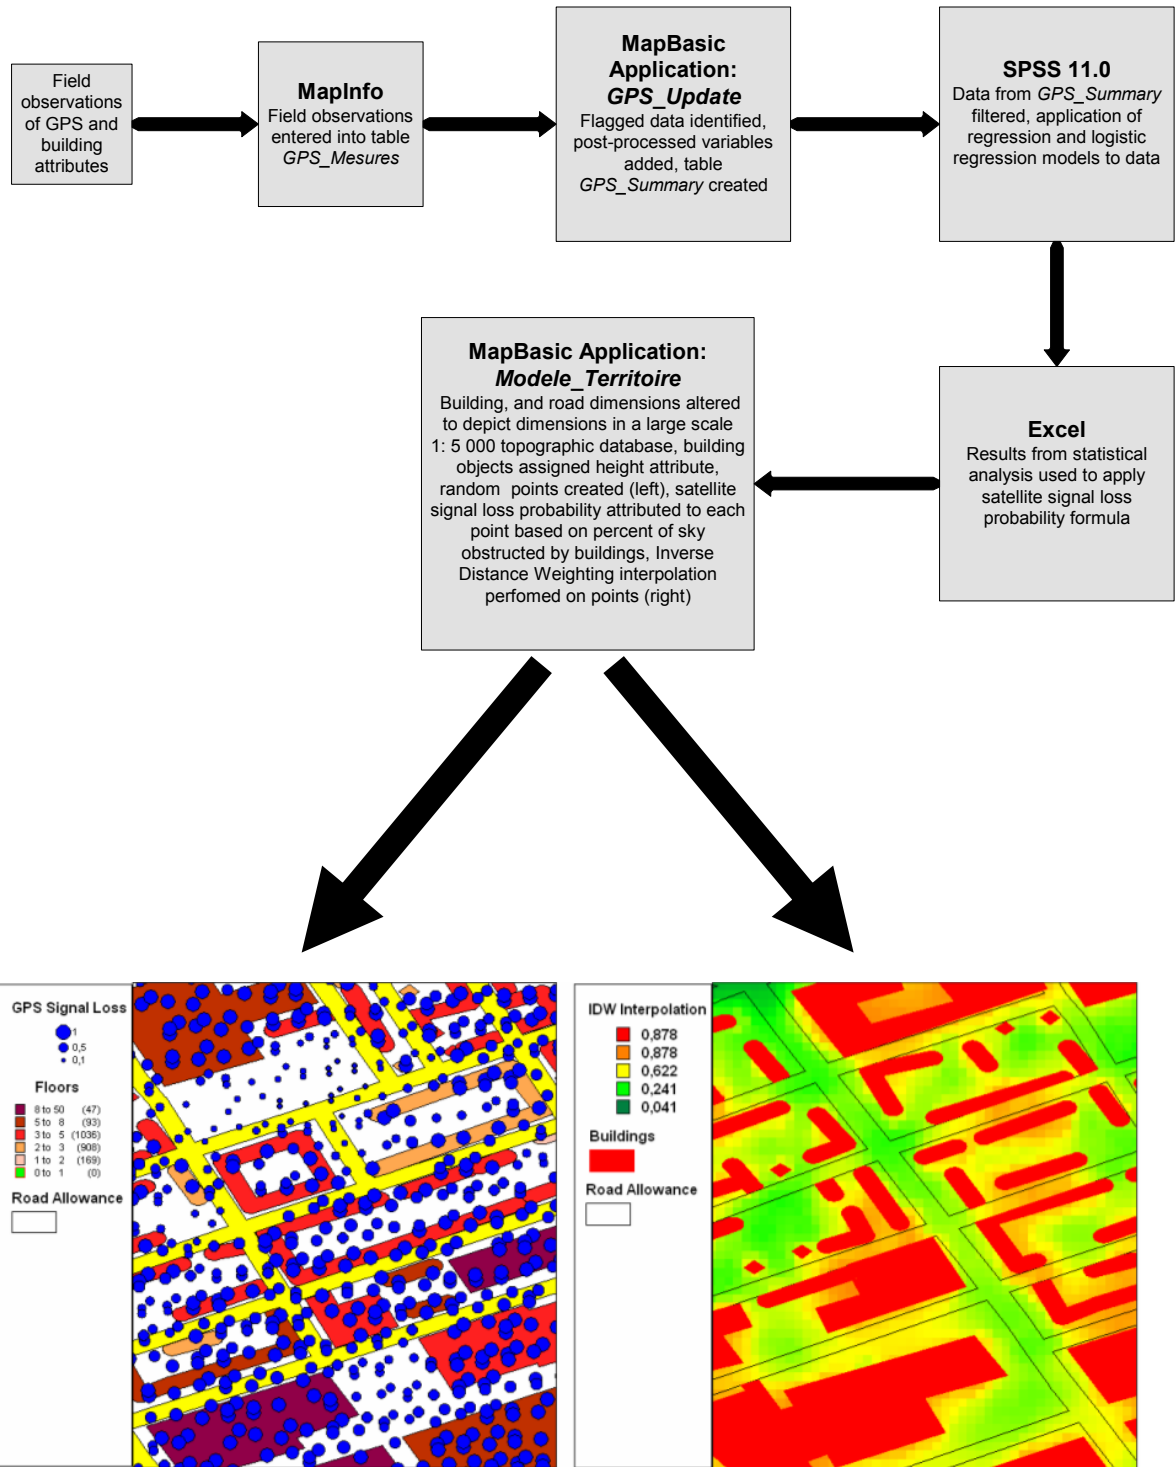 Field
observations
of GPS and
building
attributes
MapInfo
Field observations
entered into table
GPS_Mesures
MapBasic
Application:
GPS_Update
Flagged data identified,
post-processed variables
added, table
GPS_Summary created
SPSS 11.0
Data from GPS_Summary
filtered, application of
regression and logistic
regression models to data
MapBasic Application:
Modele_Territoire
Building, and road dimensions altered
to depict dimensions in a large scale
1: 5 000 topographic database, building
objects assigned height attribute,
random points created (left), satellite
signal loss probability attributed to each
point based on percent of sky
obstructed by buildings, Inverse
Distance Weighting interpolation
perfomed on points (right)
Excel
Results from statistical
analysis used to apply
satellite signal loss
probability formula
GPS Signal Loss
1
0,5
0,1
Floors
8 to 50 (47)
5 to 8 (93)
3 to 5 (1036)
2 to 3 (908)
1 to 2 (169)
0 to 1 (0)
Road Allowance
IDW Interpolation
0,878
0,878
0,622
0,241
0,041
Buildings
Road Allowance